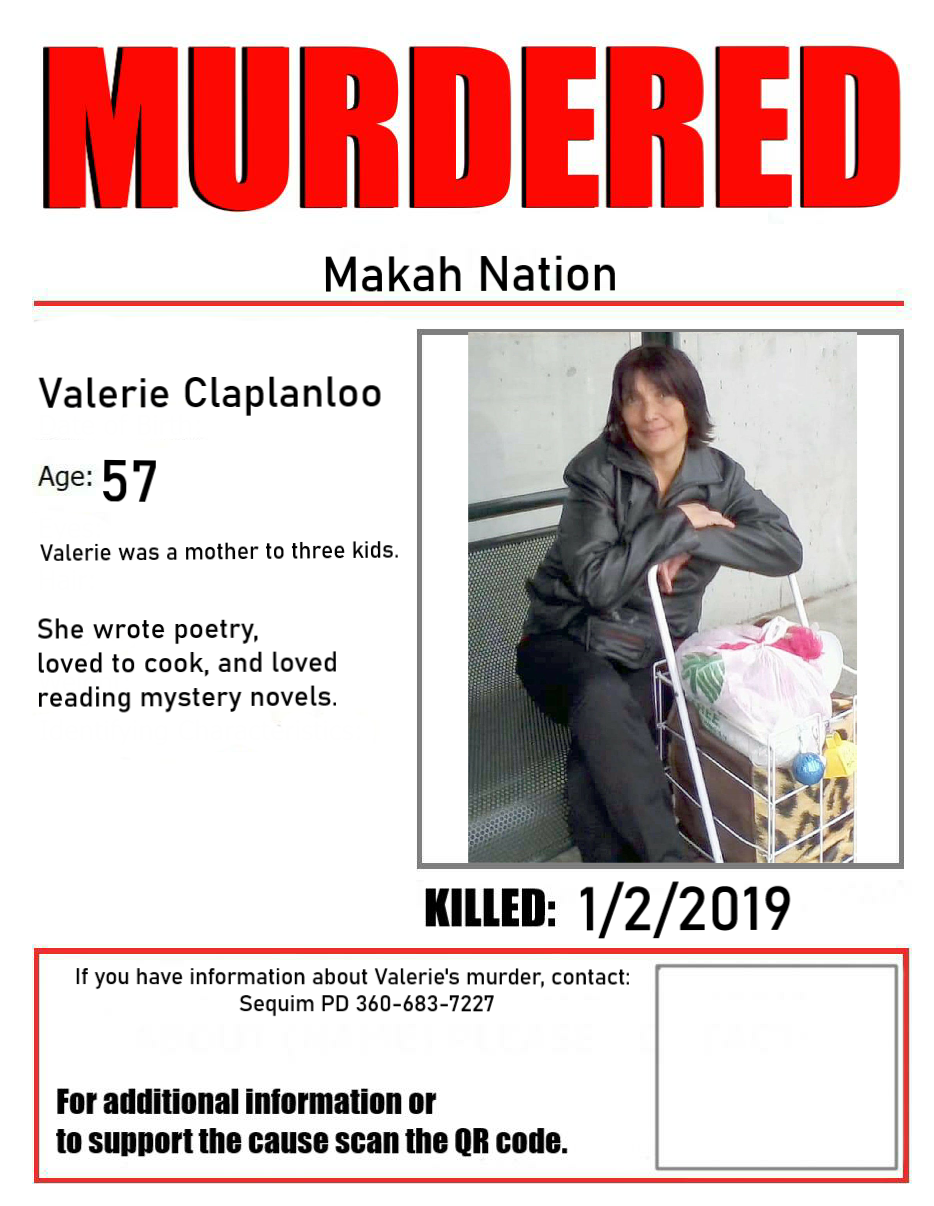 MURDERED
Makah Nation
Valerie Claplanloo
Age: 57
Valerie was a mother to three kids.
She wrote poetry,
loved to cook, and loved
reading mystery novels.
KILLED: 1/2/2019
If you have information about Valerie's murder, contact:
Sequim PD 360-683-7227
For additional information or
to support the cause scan the QR code.